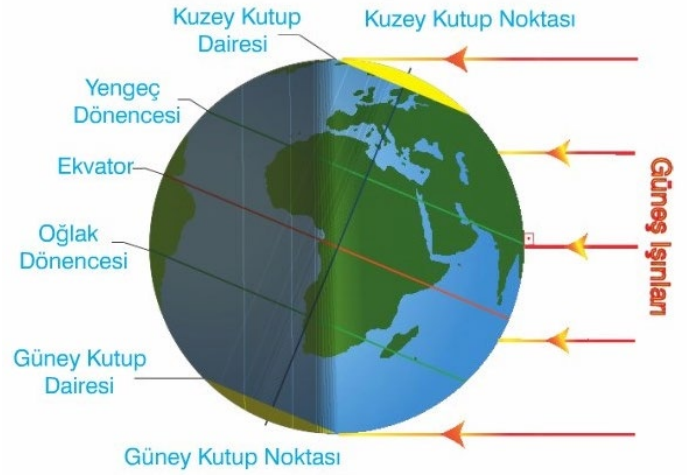 Kuzey Kutup
Dairesi
Kuzey Kutup Noktası
Yengeç
Dönencesi
Ekvator
Oğlak
Dönencesi
Güney Kutup
Dairesi
Güney Kutup Noktası
Güneş Işınları